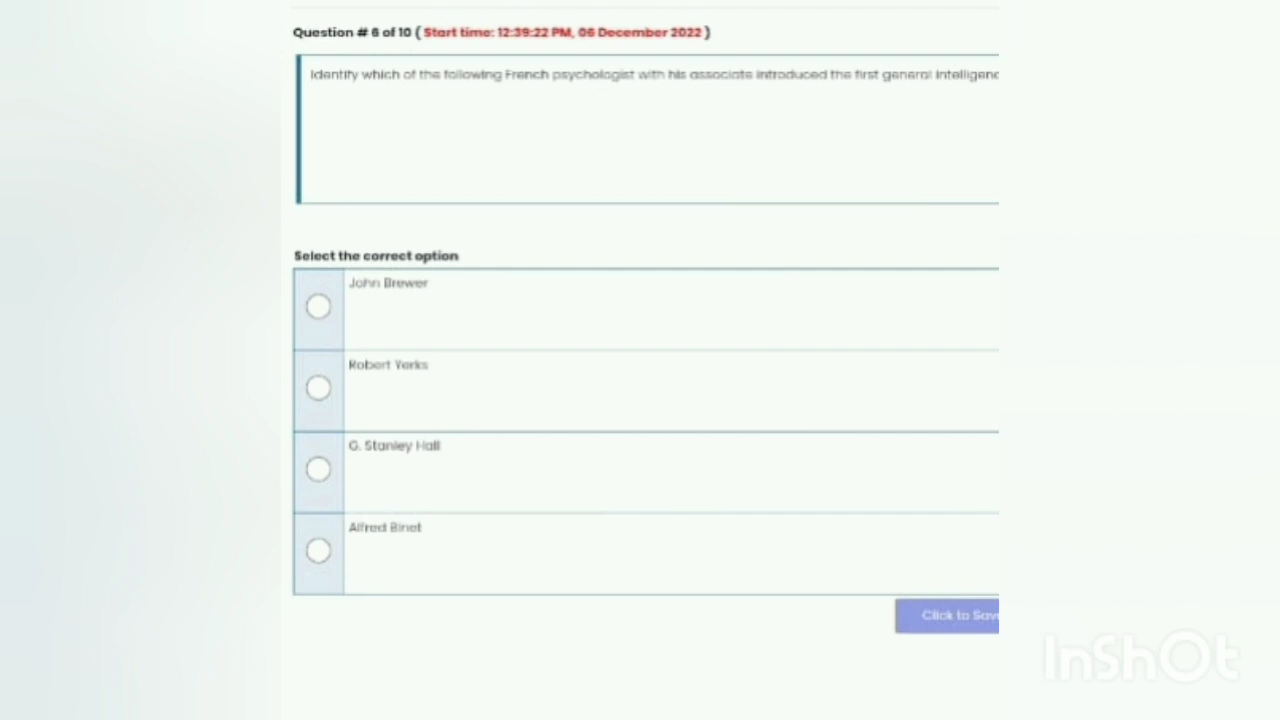 Question # 6 of 10 ( Start time: 12:39:22 PM, 06 December 2022 )
Identify which of the following French psychologist with his associate introduced the first general intelligenc
Select the correct option
John Brewer
Robert Yerks
G. Stanley Hall
Alfred Binet
Click to Sav
InShOt